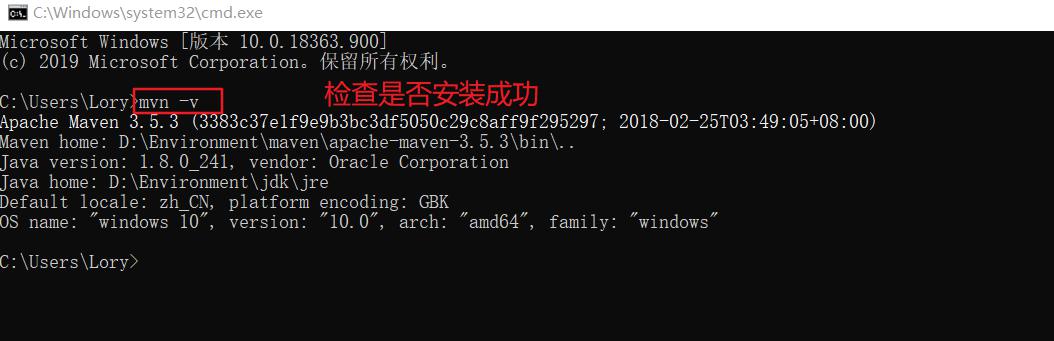 C:\Windows\system32\cmd.exe
Microsoft Windows [版本 10.0.18363.900]
(c) 2019 Microsoft Corporation。保留所有权利。
C:\Users\Lory>mvn -v
检查是否安装成功
Apache Maven 3.5.3 (3383c37e1f9e9b3bc3df5050c29c8aff9f295297; 2018-02-25T03:49:05+08:00)
Maven home: D:\Environment\maven\apache-maven-3.5.3\bin\..
Java version: 1.8.0_241, vendor: Oracle Corporation
Java home: D:\Environment\jdk\jre
Default locale: zh_CN, platform encoding: GBK
OS name: "windows 10", version: "10.0", arch: "amd64", family: "windows"
C:\Users\Lory>